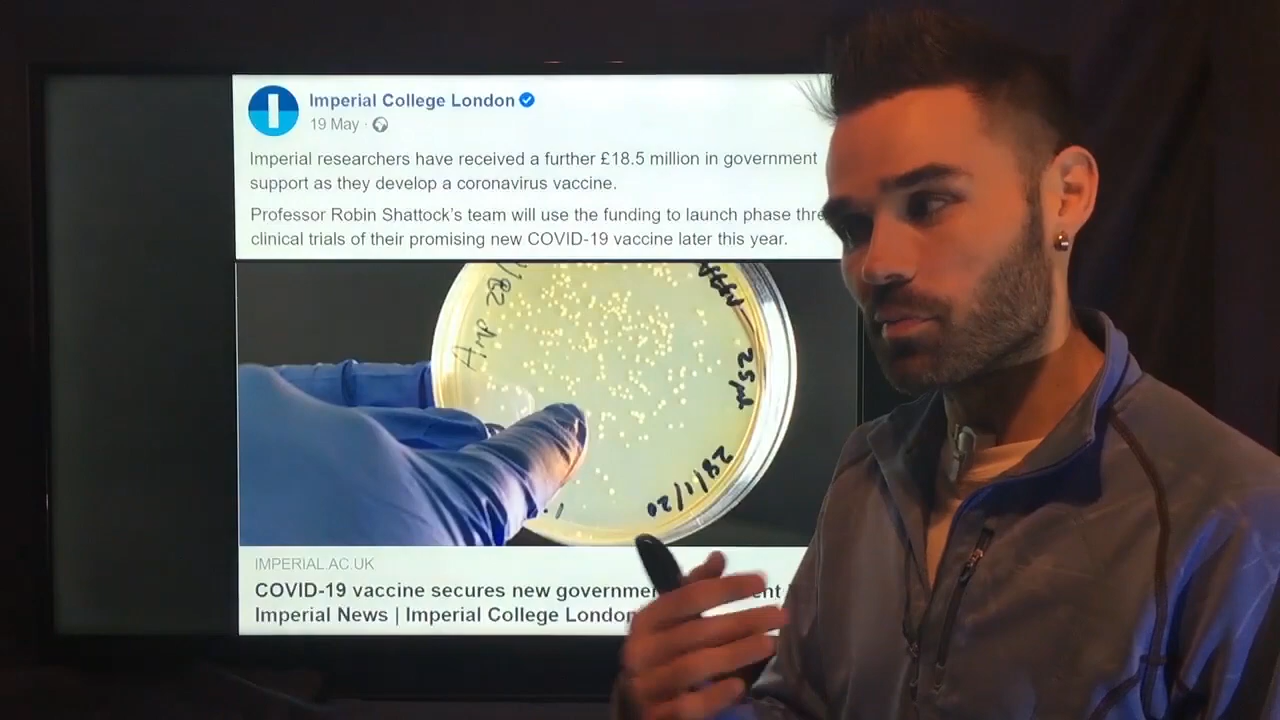 Imperial College London
19 May ·
Imperial researchers have received a further £18.5 million in government
support as they develop a coronavirus vaccine.
Professor Robin Shattock's team will use the funding to launch phase thre
clinical trials of their promising new COVID-19 vaccine later this year.
Amp
25µl
28/1/20
IMPERIAL.AC.UK
COVID-19 vaccine secures new governme
Imperial News | Imperial College London